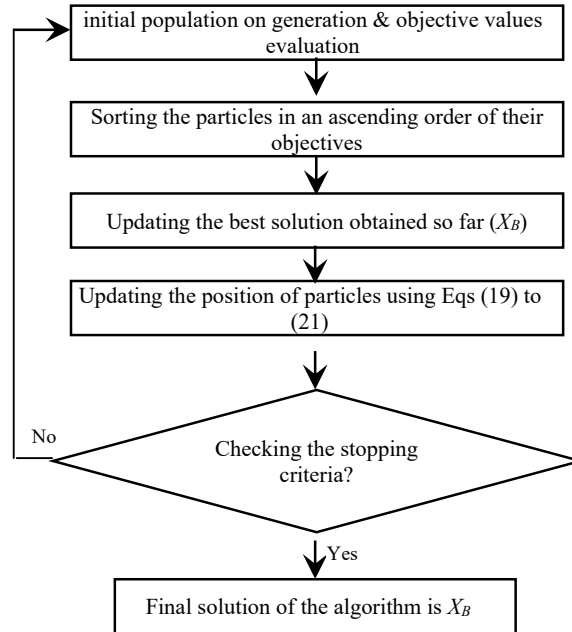 initial population on generation & objective values
evaluation
Sorting the particles in an ascending order of their
objectives
Updating the best solution obtained so far (X_B)
Updating the position of particles using Eqs (19) to
(21)
No
Checking the stopping
criteria?
Yes
Final solution of the algorithm is X_B